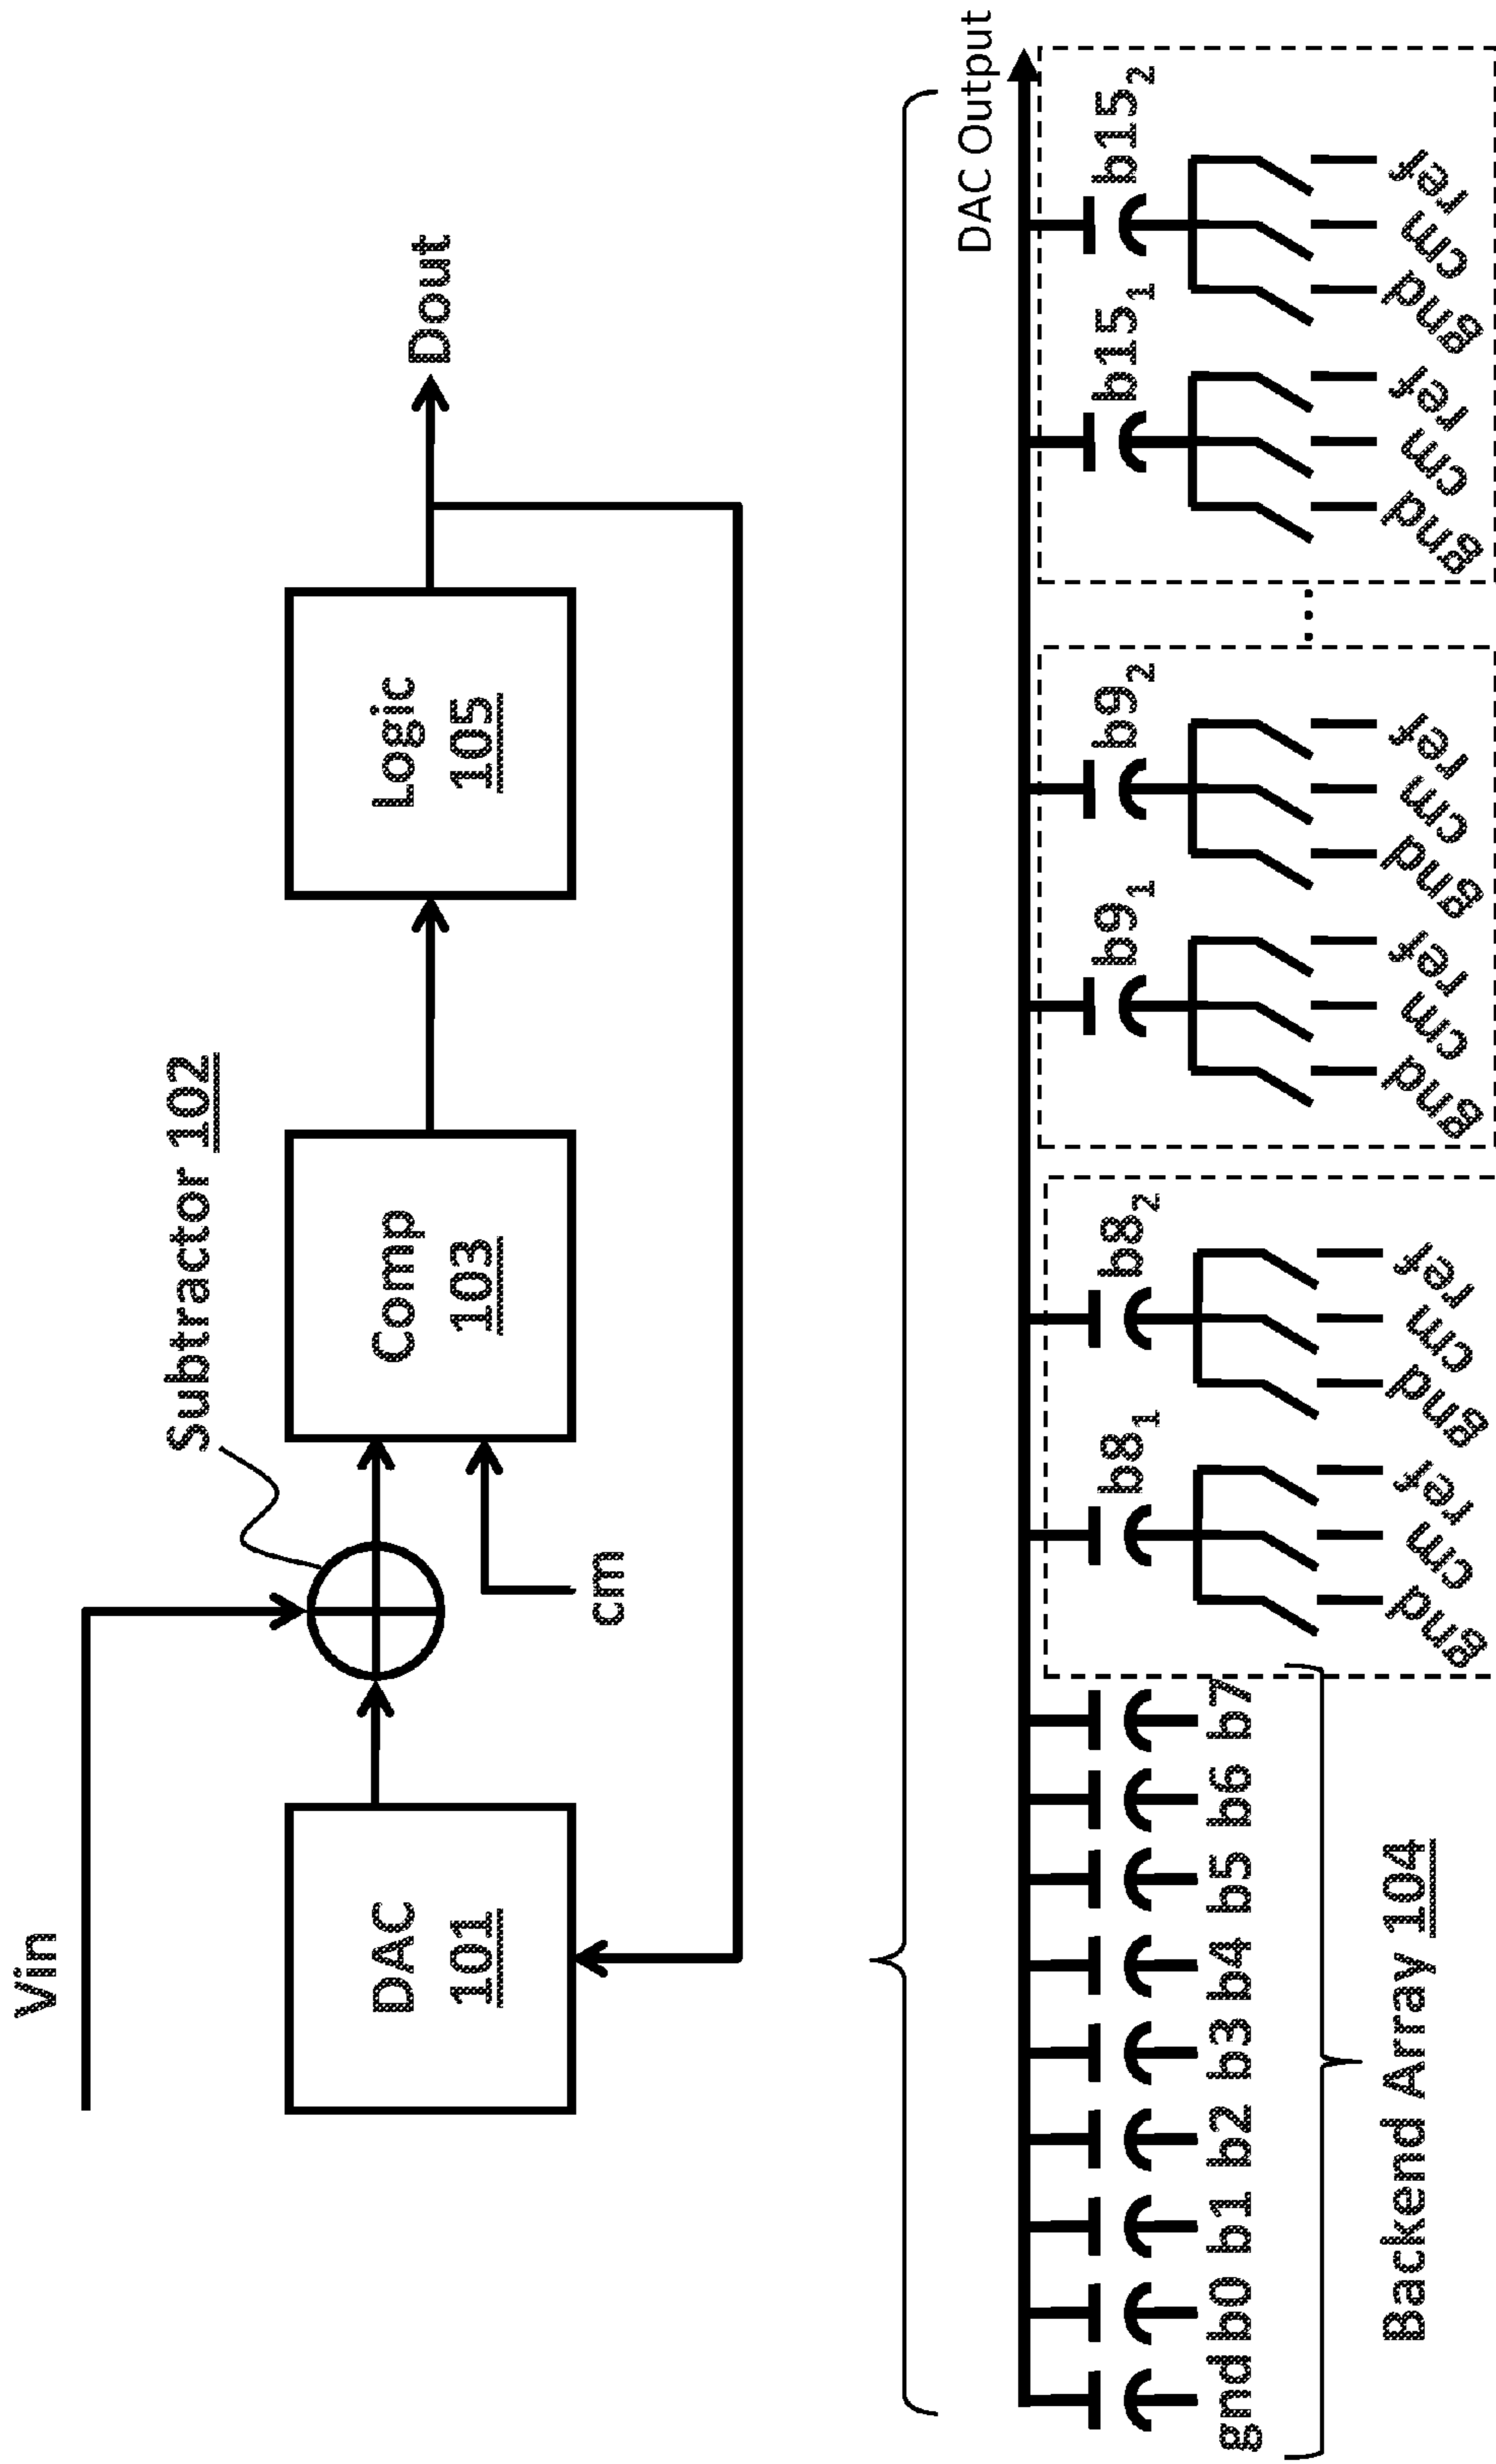 Vin
Subtractor 102
DAC
101
Comp
103
Logic
105
Dout
cm
DAC Output
gnd b0 b1 b2 b3 b4 b5 b6 b7
b8₁ b8₂
b9₁ b9₂
...
b15₁ b15₂
gnd cm ref gnd cm ref
gnd cm ref gnd cm ref
gnd cm ref gnd cm ref
Backend Array 104